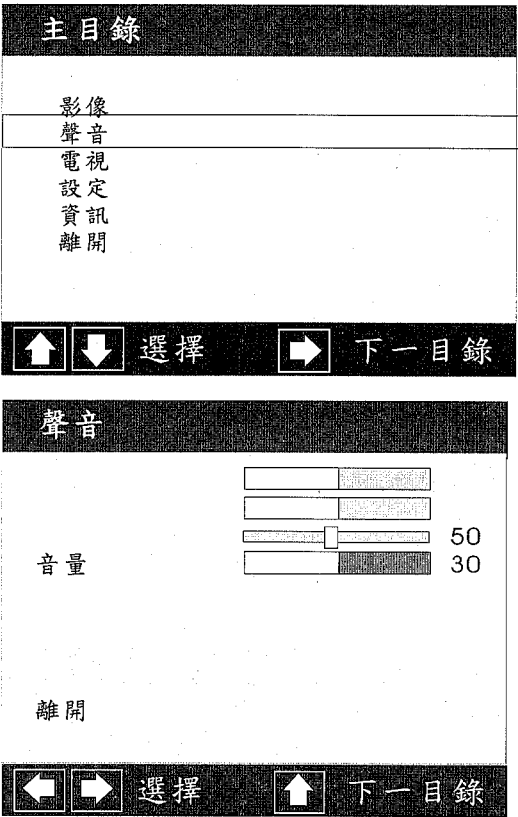 主目錄
影像
聲音
電視
設定
資訊
離開
選擇 下一目錄
聲音
50
音量 30
離開
選擇 下一目錄